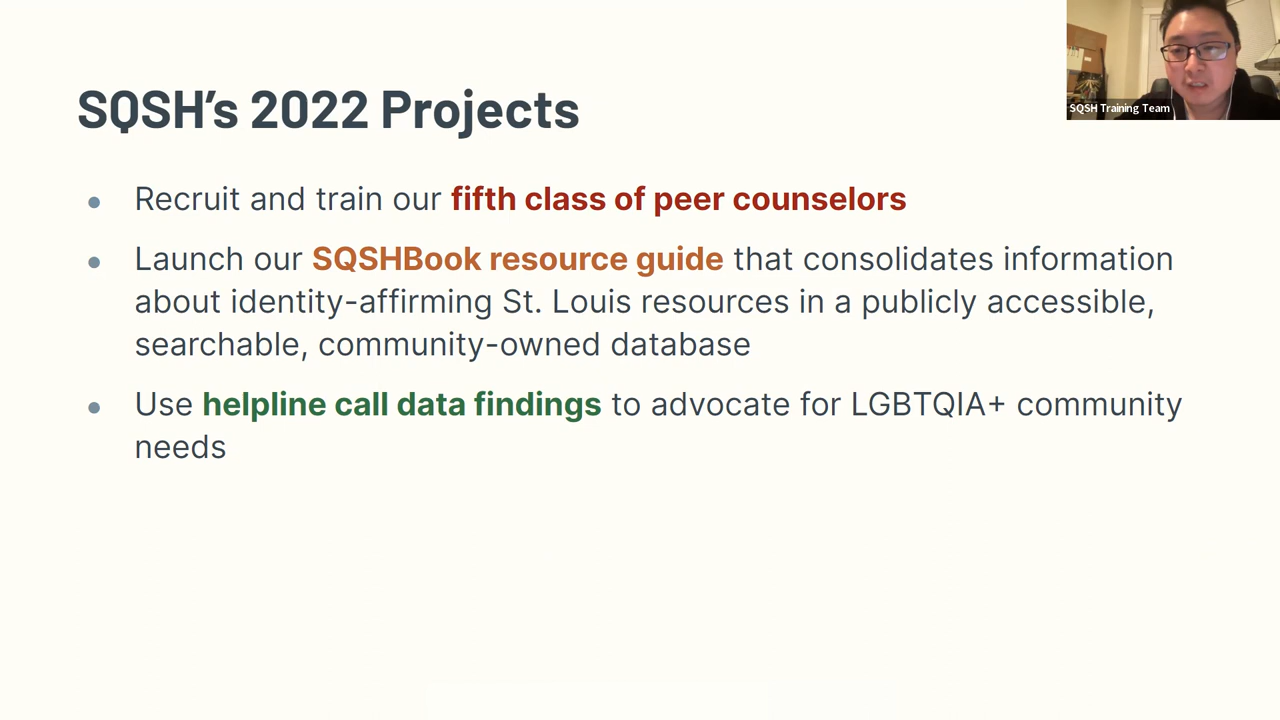 SQSH Training Team
SQSH's 2022 Projects
● Recruit and train our fifth class of peer counselors
● Launch our SQSHBook resource guide that consolidates information
about identity-affirming St. Louis resources in a publicly accessible,
searchable, community-owned database
● Use helpline call data findings to advocate for LGBTQIA+ community
needs